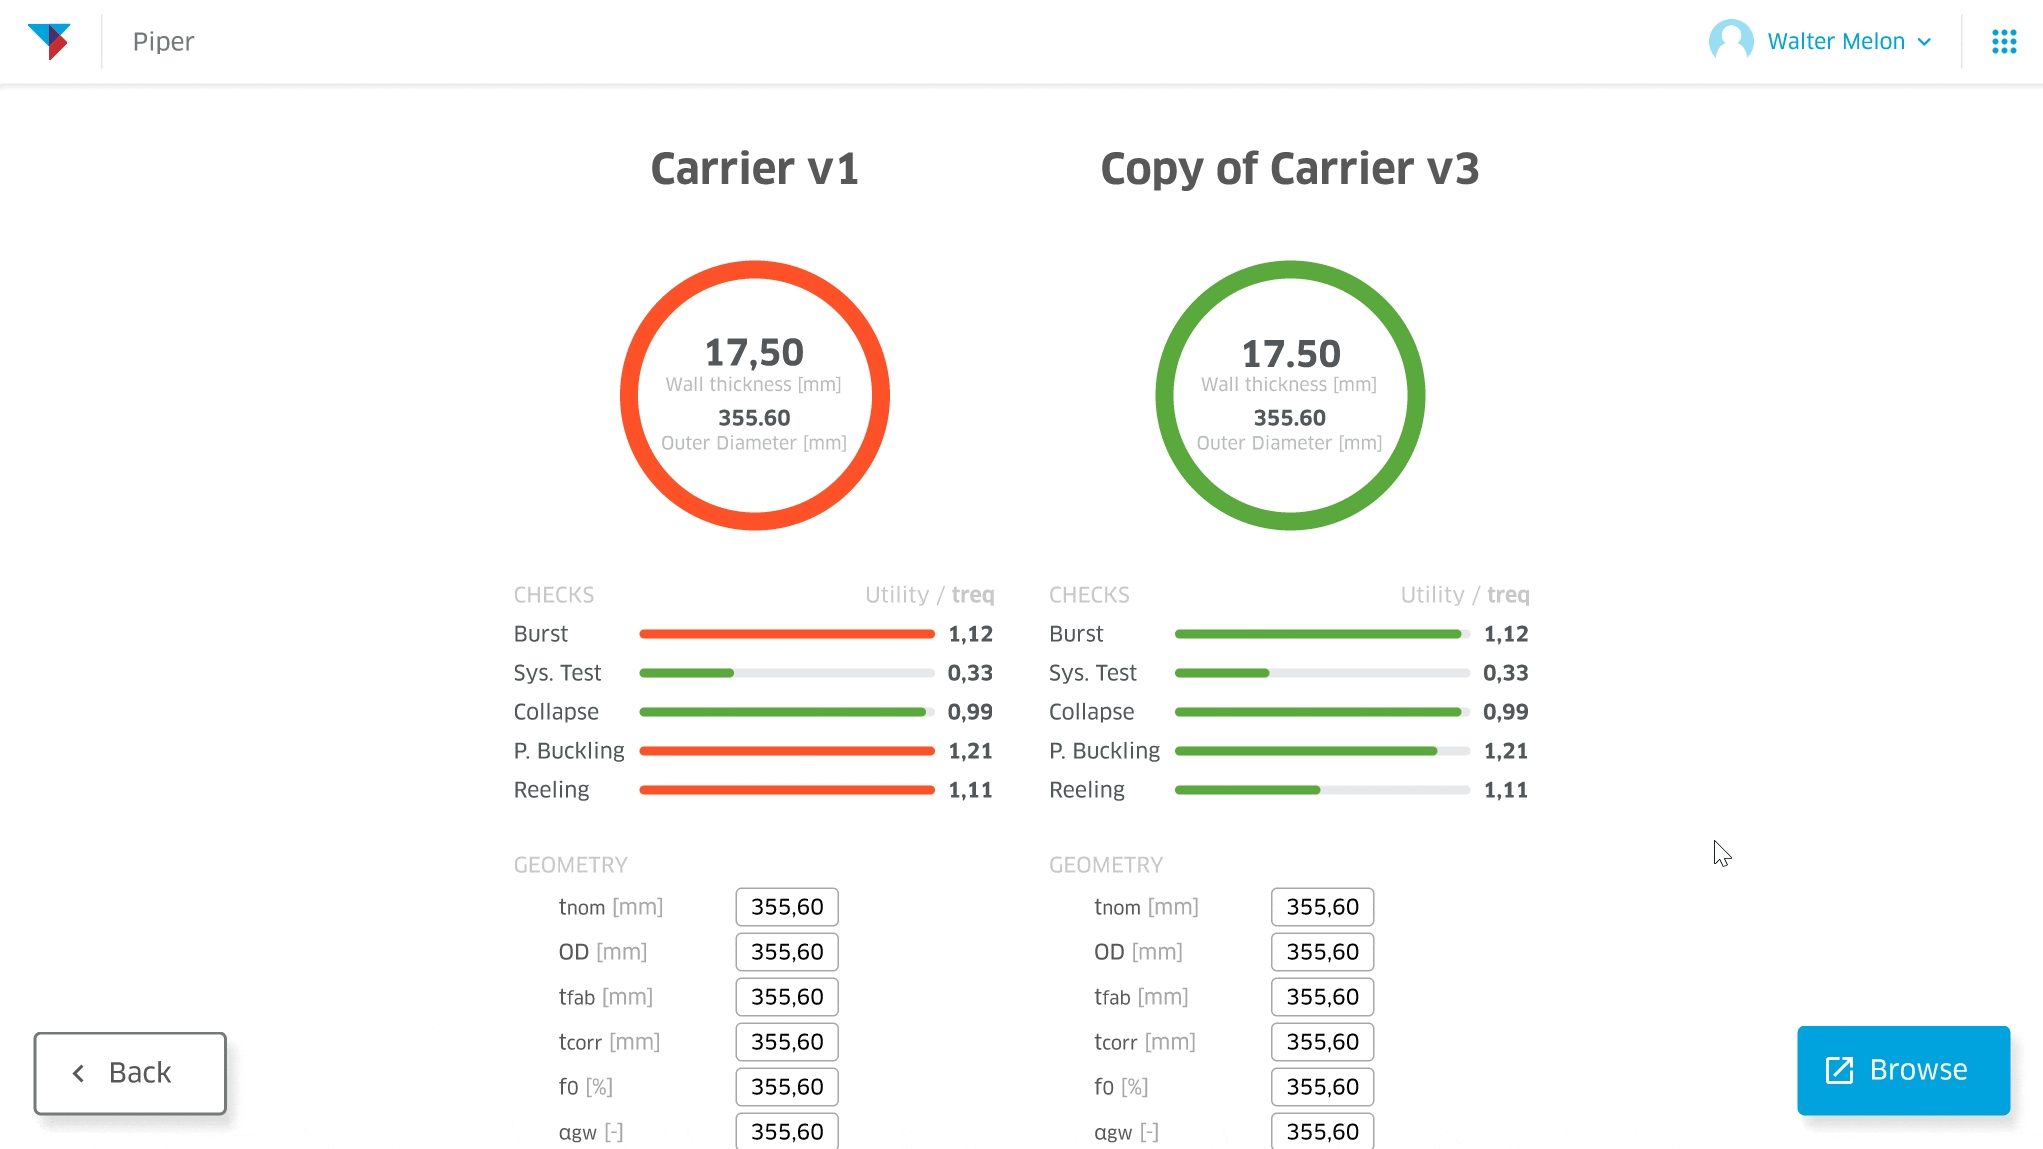 Piper
Walter Melon
Carrier v1
17,50
Wall thickness [mm]
355.60
Outer Diameter [mm]
CHECKS Utility / treq
Burst 1,12
Sys. Test 0,33
Collapse 0,99
P. Buckling 1,21
Reeling 1,11
GEOMETRY
tnom [mm] 355,60
OD [mm] 355,60
tfab [mm] 355,60
tcorr [mm] 355,60
f0 [%] 355,60
αgw [-] 355,60
Copy of Carrier v3
17.50
Wall thickness [mm]
355.60
Outer Diameter [mm]
CHECKS Utility / treq
Burst 1,12
Sys. Test 0,33
Collapse 0,99
P. Buckling 1,21
Reeling 1,11
GEOMETRY
tnom [mm] 355,60
OD [mm] 355,60
tfab [mm] 355,60
tcorr [mm] 355,60
f0 [%] 355,60
αgw [-] 355,60
Back
Browse